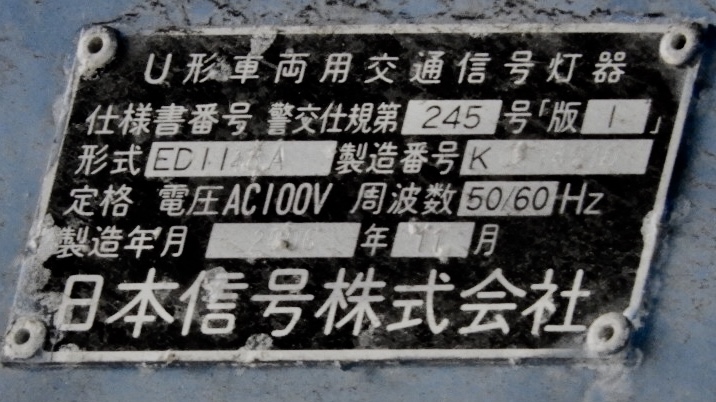 U形車両用交通信号灯器
仕様書番号 警交仕規第 245 号「版 1 」
形式 製造番号 K
定格 電圧AC100V 周波数 50/60 Hz
製造年月 年 11 月
日本信号株式会社